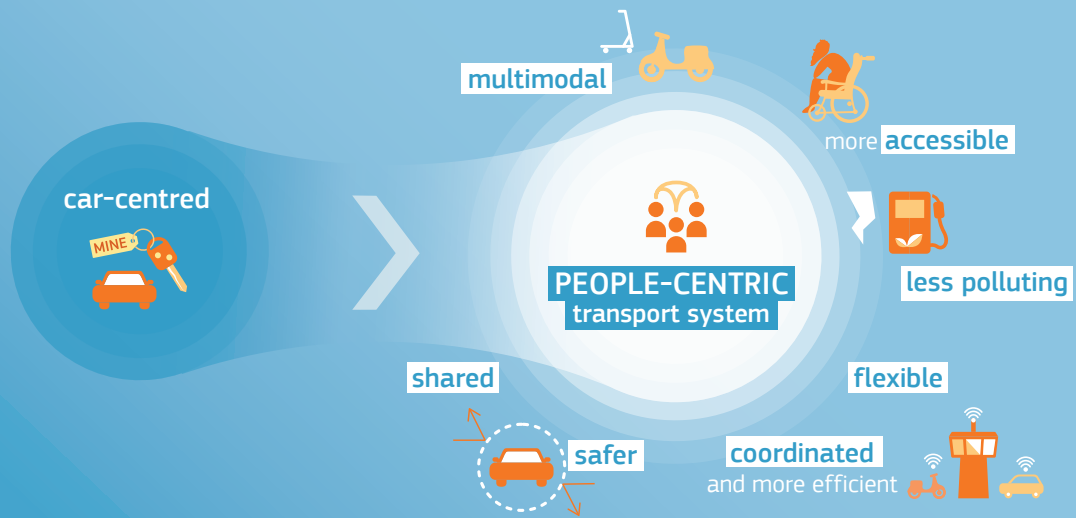 multimodal
more accessible
car-centred
MINE
PEOPLE-CENTRIC
transport system
less polluting
shared
flexible
safer
coordinated
and more efficient